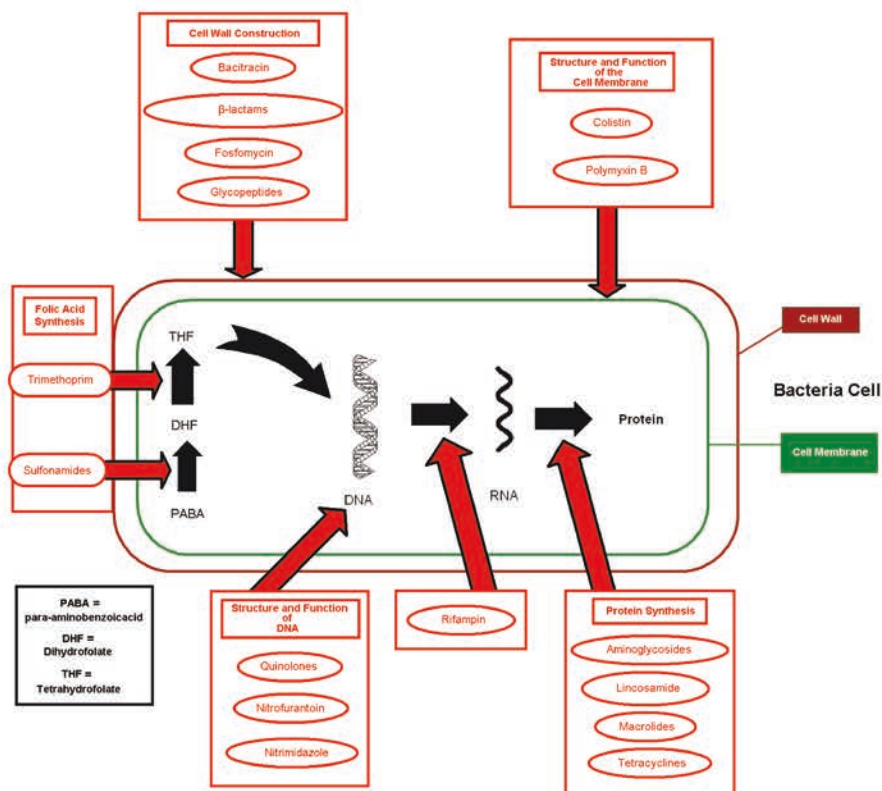 Cell Wall Construction
Bacitracin
β-lactams
Fosfomycin
Glycopeptides
Structure and Function
of the
Cell Membrane
Colistin
Polymyxin B
Folic Acid
Synthesis
Trimethoprim
Sulfonamides
THF
DHF
PABA
DNA
RNA
Protein
Cell Wall
Bacteria Cell
Cell Membrane
PABA =
para-aminobenzoicacid
DHF =
Dihydrofolate
THF =
Tetrahydrofolate
Structure and Function
of
DNA
Quinolones
Nitrofurantoin
Nitrimidazole
Rifampin
Protein Synthesis
Aminoglycosides
Lincosamide
Macrolides
Tetracyclines